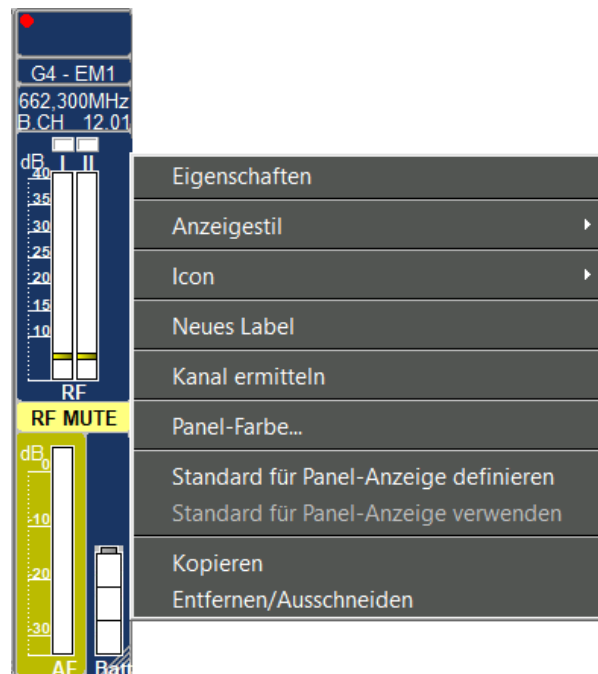 G4 - EM1
662,300MHz
B.CH 12.01
dB I II
40
35
30
25
20
15
10
RF
RF MUTE
dB
0
-10
-20
-30
AF Batt
Eigenschaften
Anzeigestil
Icon
Neues Label
Kanal ermitteln
Panel-Farbe...
Standard für Panel-Anzeige definieren
Standard für Panel-Anzeige verwenden
Kopieren
Entfernen/Ausschneiden